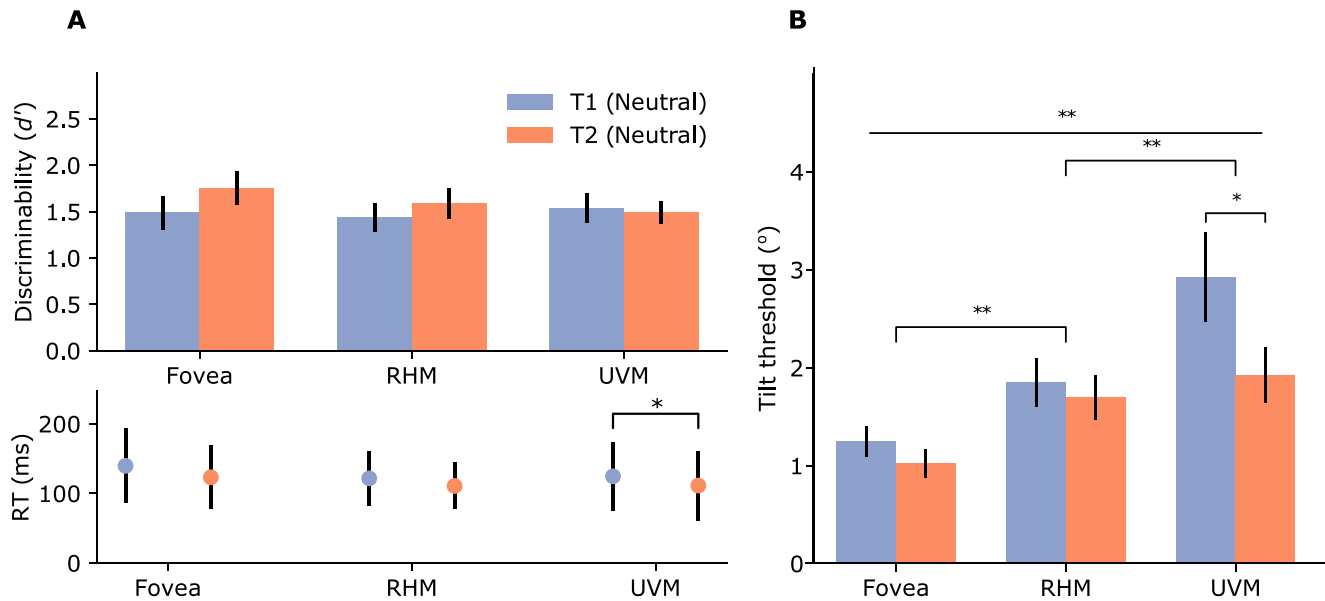 A
Discriminability (d')
2.5
2.0
1.5
1.0
0.5
0.0
T1 (Neutral)
T2 (Neutral)
Fovea
RHM
UVM
RT (ms)
200
100
0
*
Fovea
RHM
UVM
B
Tilt threshold (°)
4
3
2
1
0
**
**
*
**
Fovea
RHM
UVM